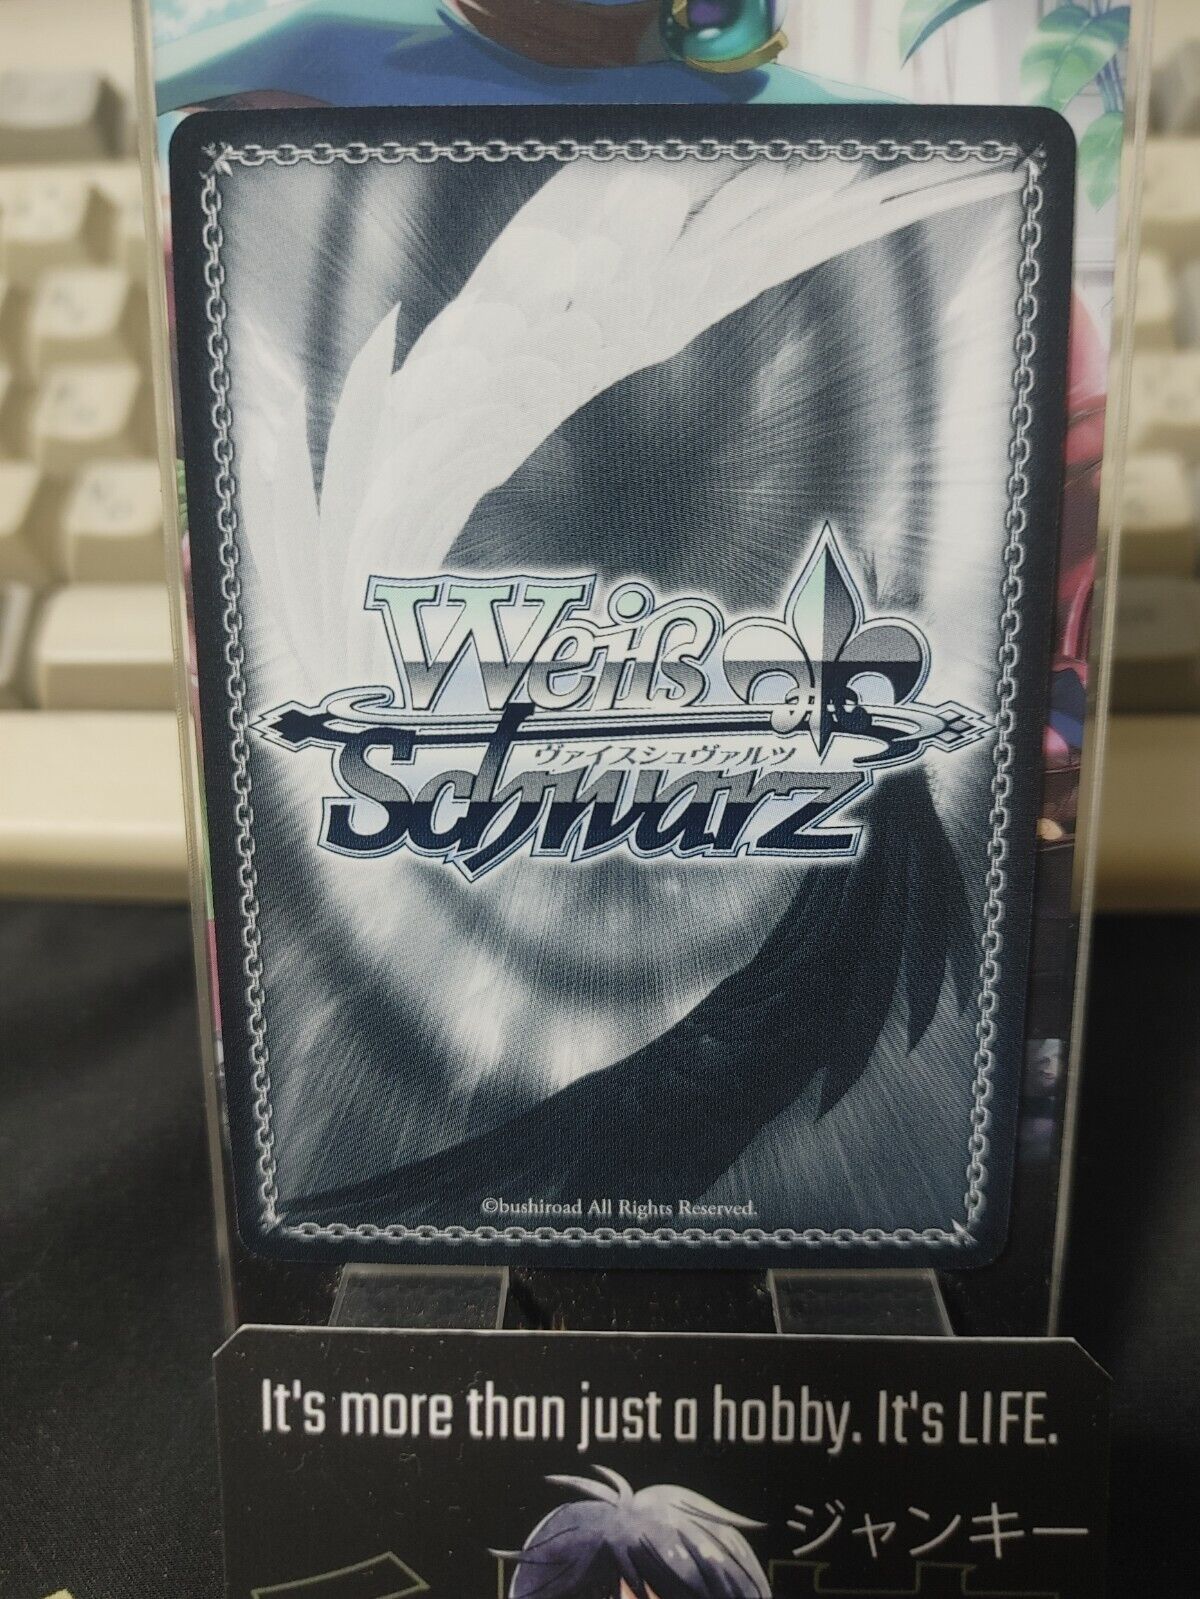 Weiß
ヴァイスシュヴァルツ
Schwarz
©bushiroad All Rights Reserved.
It's more than just a hobby. It's LIFE.
ジャンキー